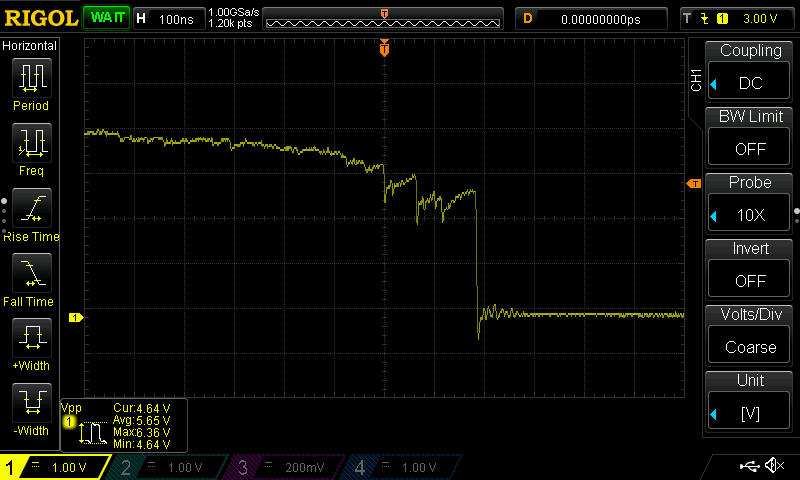 RIGOL WAIT H 100ns 1.00GSa/s
1.20k pts
T
D 0.00000000ps T 1 3.00 V
Horizontal
Period
Freq
Rise Time
Fall Time
+Width
-Width
T
T
1
Vpp
1
Cur:4.64 V
Avg:5.65 V
Max:6.36 V
Min:4.64 V
CH1
Coupling
DC
BW Limit
OFF
Probe
10X
Invert
OFF
Volts/Div
Coarse
Unit
[V]
1 1.00 V 2 1.00 V 3 200mV 4 1.00 V